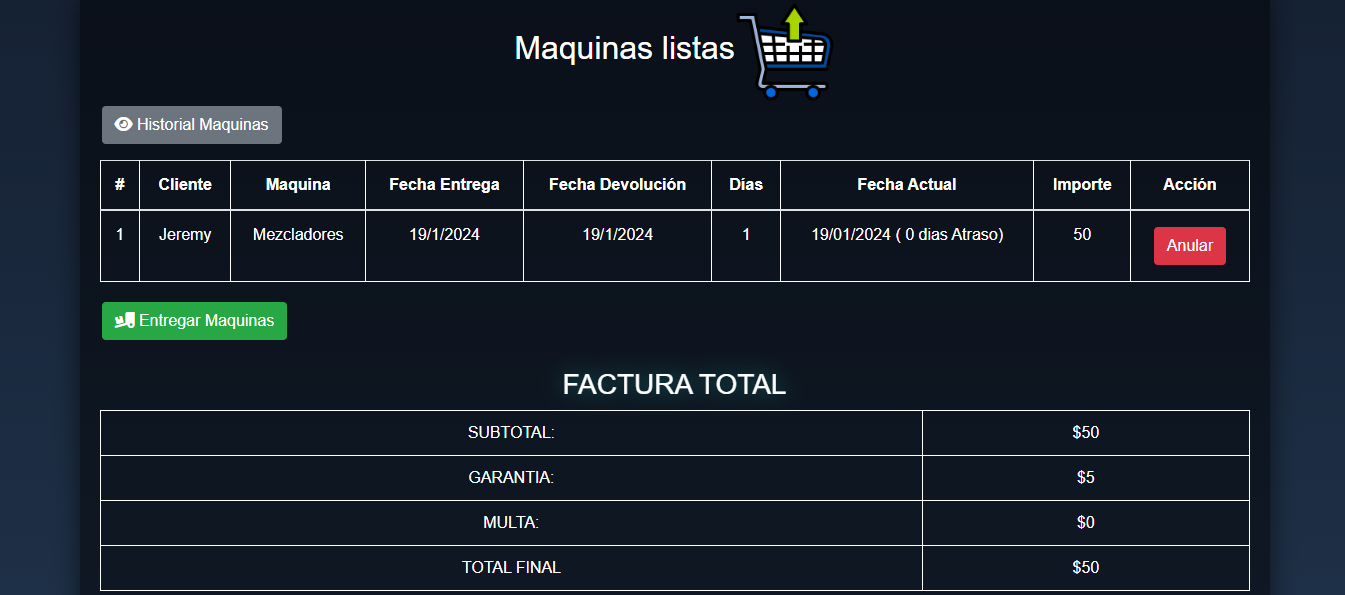 Maquinas listas
Historial Maquinas
# Cliente Maquina Fecha Entrega Fecha Devolución Días Fecha Actual Importe Acción
1 Jeremy Mezcladores 19/1/2024 19/1/2024 1 19/01/2024 ( 0 dias Atraso) 50 Anular
Entregar Maquinas
FACTURA TOTAL
SUBTOTAL: $50
GARANTIA: $5
MULTA: $0
TOTAL FINAL $50